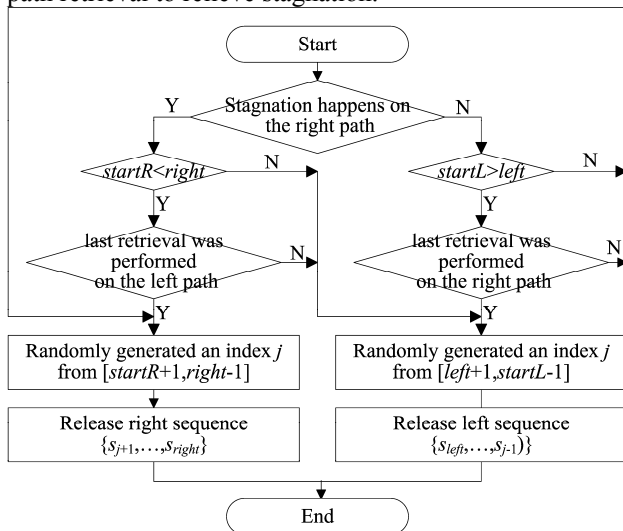 path retrieval to relieve stagnation.
Start
Y
Stagnation happens on
the right path
N
startR<right
N
startL>left
N
Y
Y
last retrieval was
performed
on the left path
N
last retrieval was
performed
on the right path
N
Y
Y
Randomly generated an index j
from [startR+1,right-1]
Randomly generated an index j
from [left+1,startL-1]
Release right sequence
{sj+1,…,sright}
Release left sequence
{sleft,…,sj-1)}
End